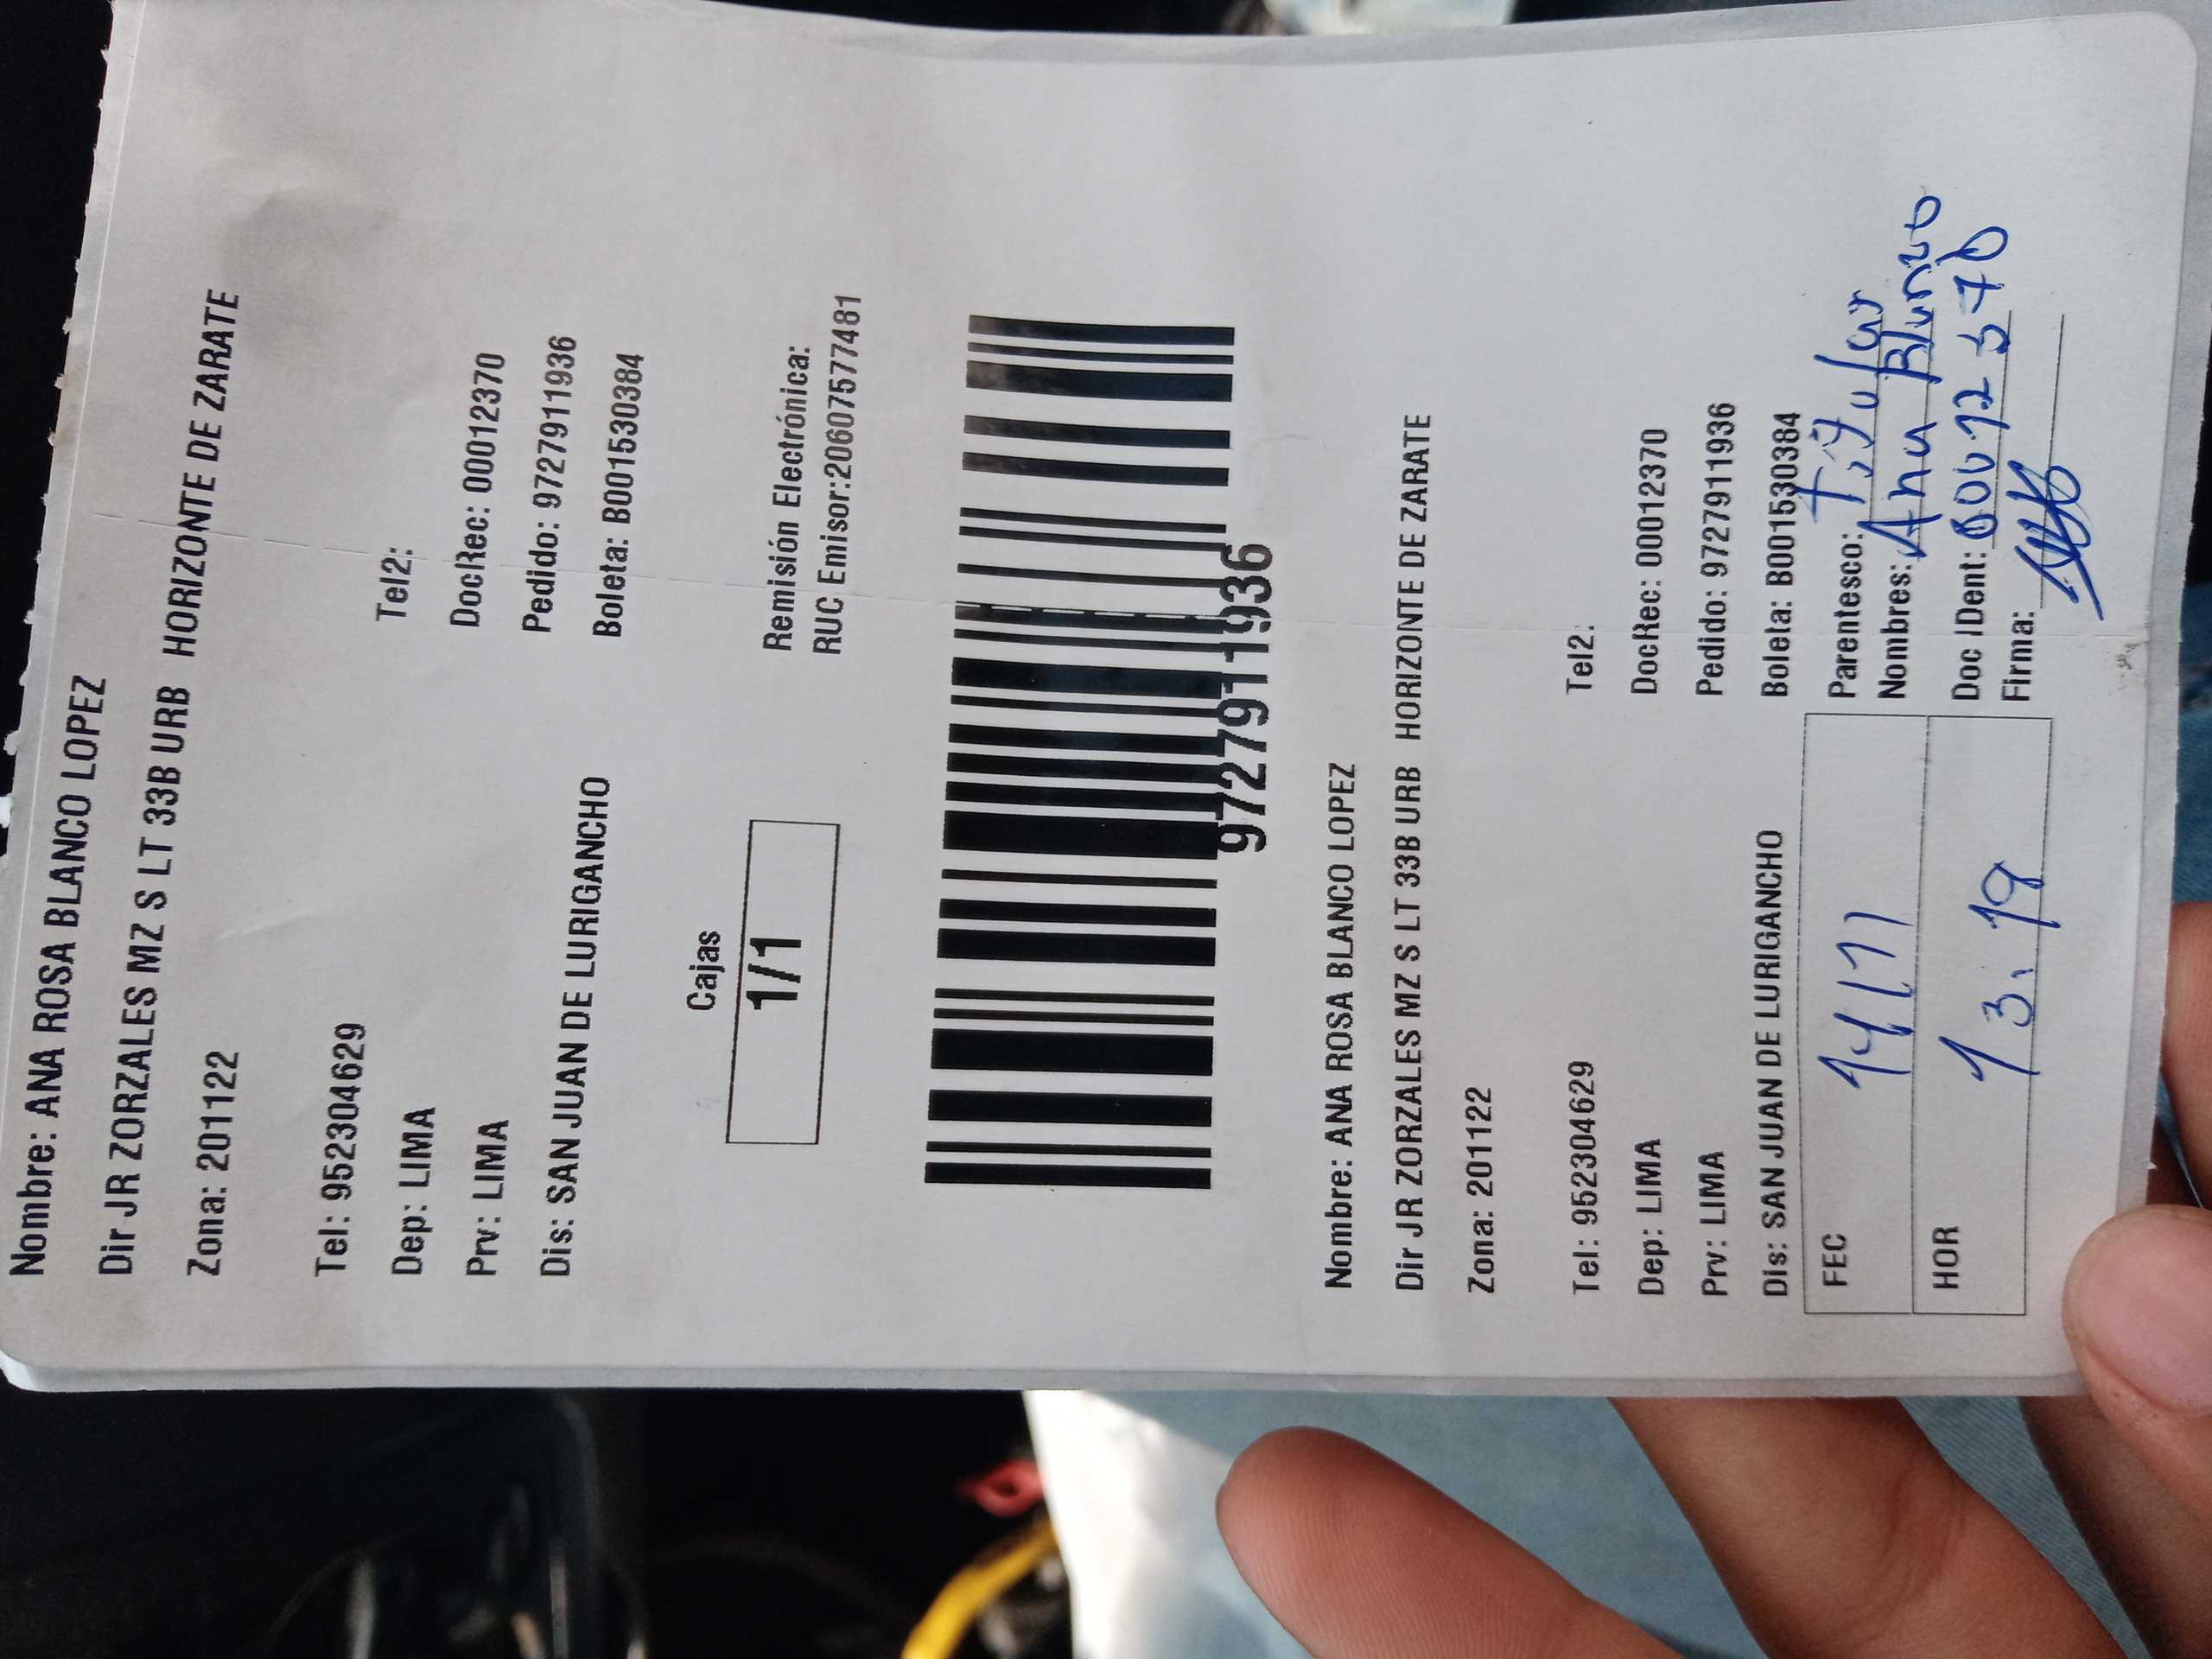 Nombre: ANA ROSA BLANCO LOPEZ
Dir JR ZORZALES MZ S LT 33B URB HORIZONTE DE ZARATE
Zona: 201122
Tel: 952304629 Tel2:
Dep: LIMA DocRec: 00012370
Prv: LIMA Pedido: 9727911936
Dis: SAN JUAN DE LURIGANCHO Boleta: B001530384
Cajas
1/1
Remisión Electrónica:
RUC Emisor:20607577481
9727911936
Nombre: ANA ROSA BLANCO LOPEZ
Dir JR ZORZALES MZ S LT 33B URB HORIZONTE DE ZARATE
Zona: 201122
Tel: 952304629 Tel2:
Dep: LIMA DocRec: 00012370
Prv: LIMA Pedido: 9727911936
Dis: SAN JUAN DE LURIGANCHO Boleta: B001530384
FEC 14/11 Parentesco: Titular
Nombres: Ana Blanco
HOR 13:19 Doc IDent:
Firma: